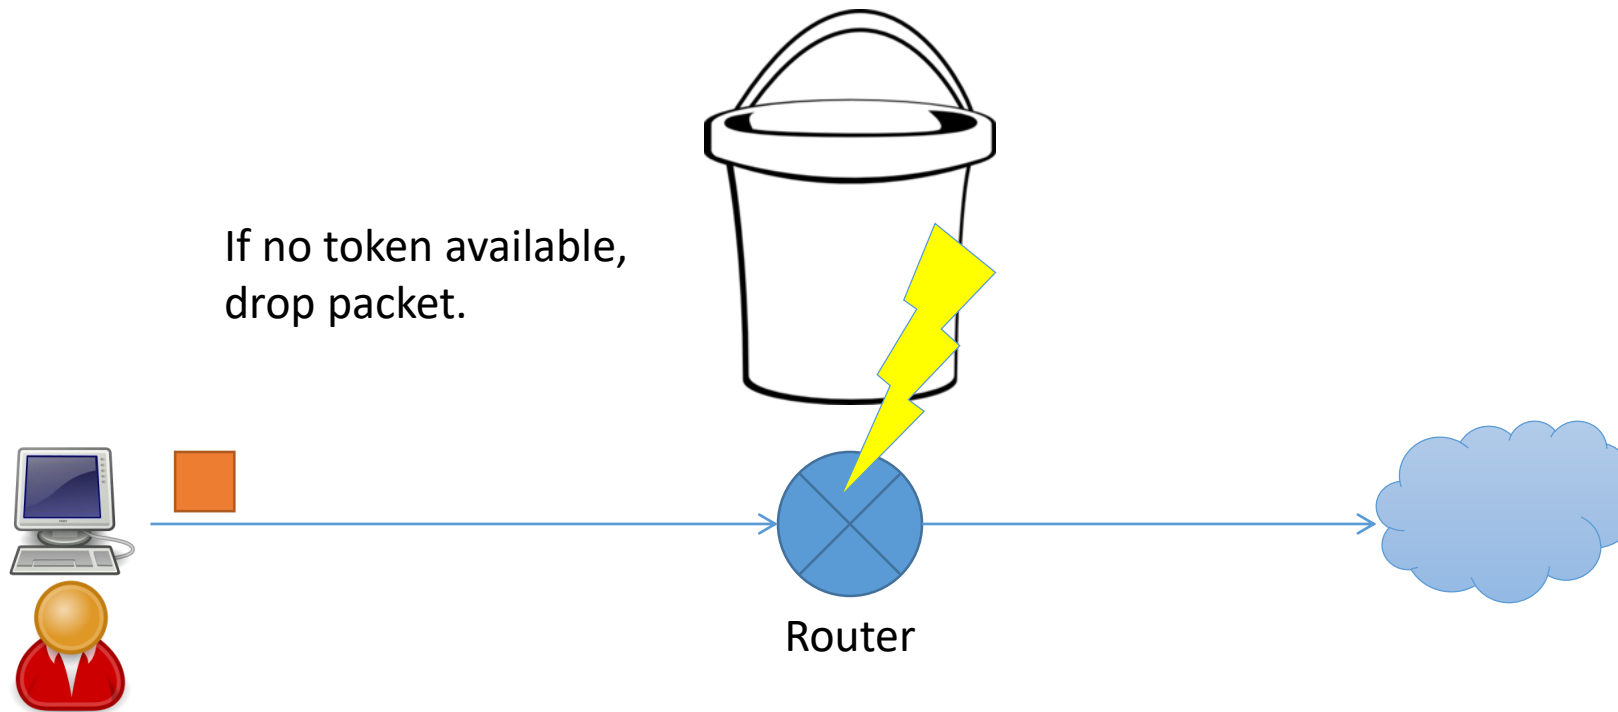 If no token available,
drop packet.
Router